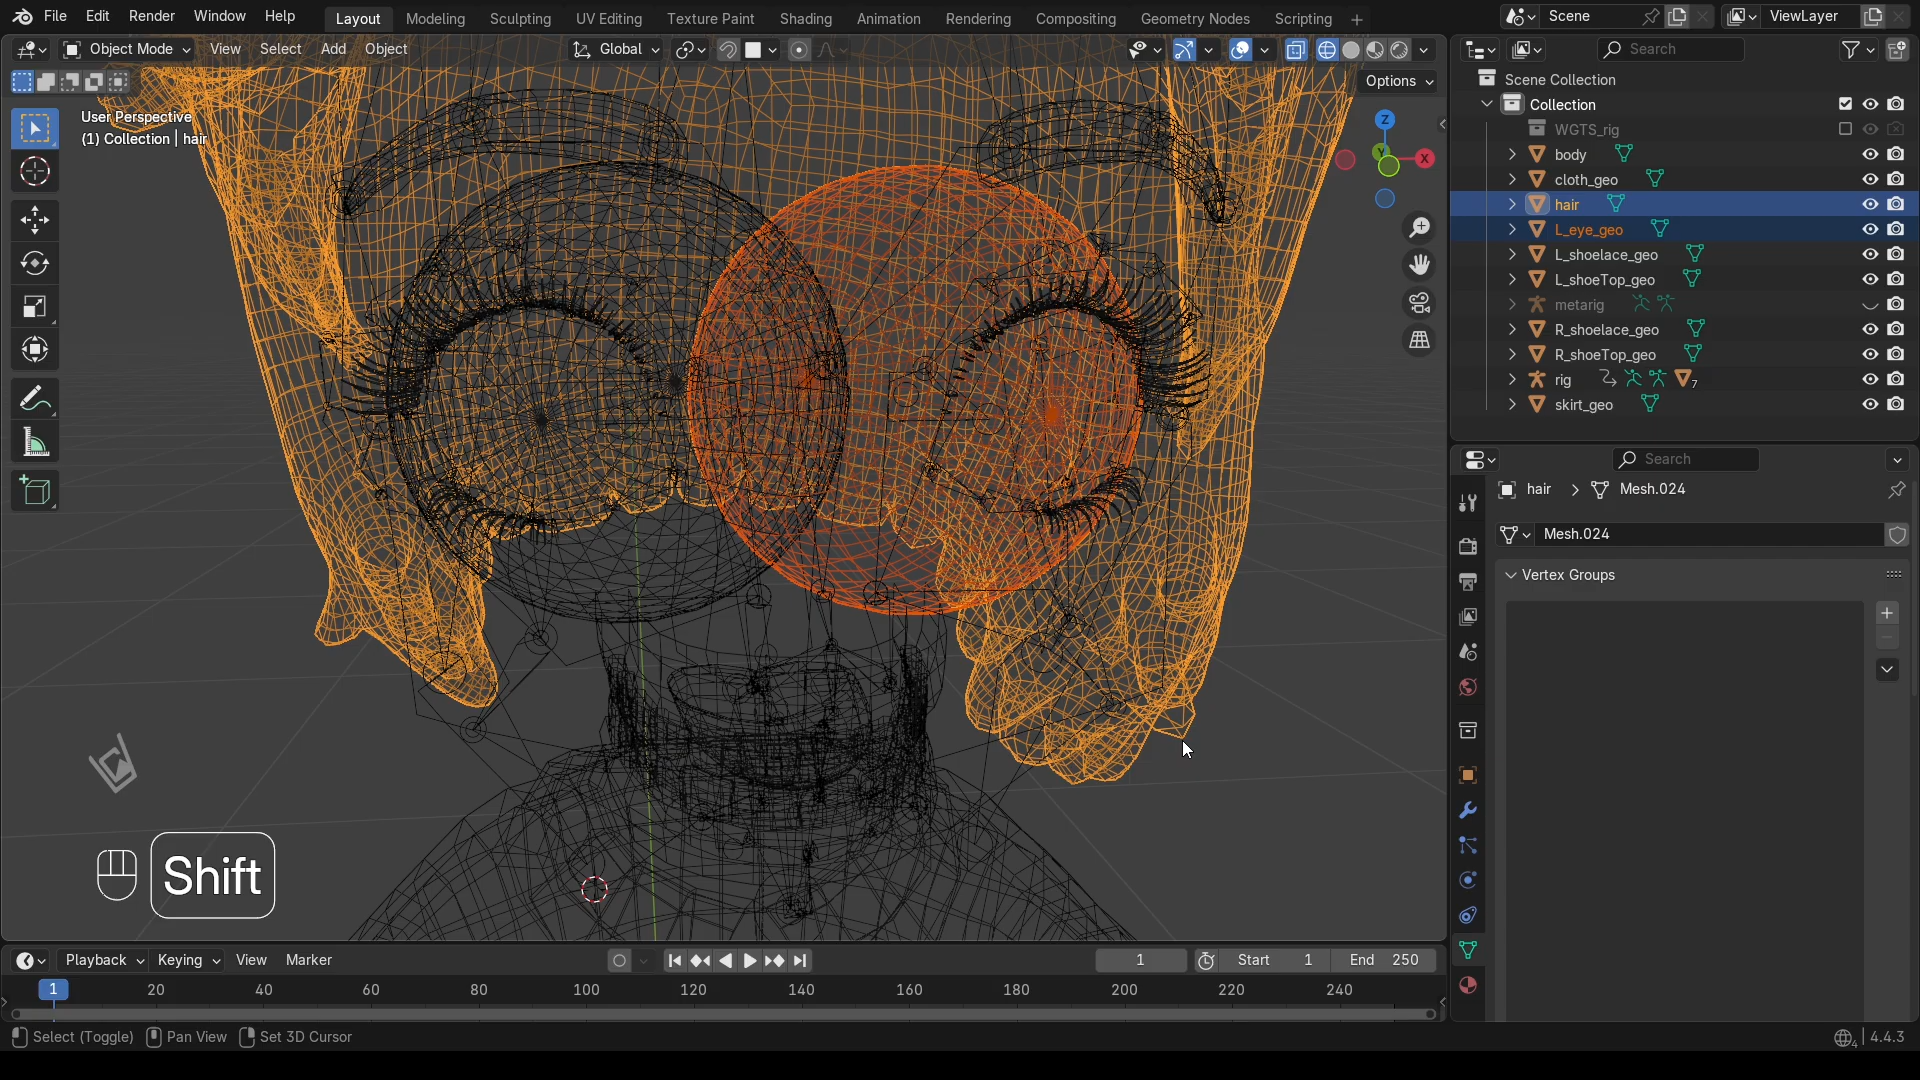 File Edit Render Window Help Layout Modeling Sculpting UV Editing Texture Paint Shading Animation Rendering Compositing Geometry Nodes Scripting Scene ViewLayer
Object Mode View Select Add Object Global
Options
User Perspective
(1) Collection | hair
Z
Y
X
Search
Scene Collection
Collection
WGTS_rig
body
cloth_geo
hair
L_eye_geo
L_shoelace_geo
L_shoeTop_geo
metarig
R_shoelace_geo
R_shoeTop_geo
rig 7
skirt_geo
Search
hair Mesh.024
Mesh.024
Vertex Groups
Shift
Playback Keying View Marker 1 Start 1 End 250
1 20 40 60 80 100 120 140 160 180 200 220 240
Select (Toggle) Pan View Set 3D Cursor 4 4.4.3